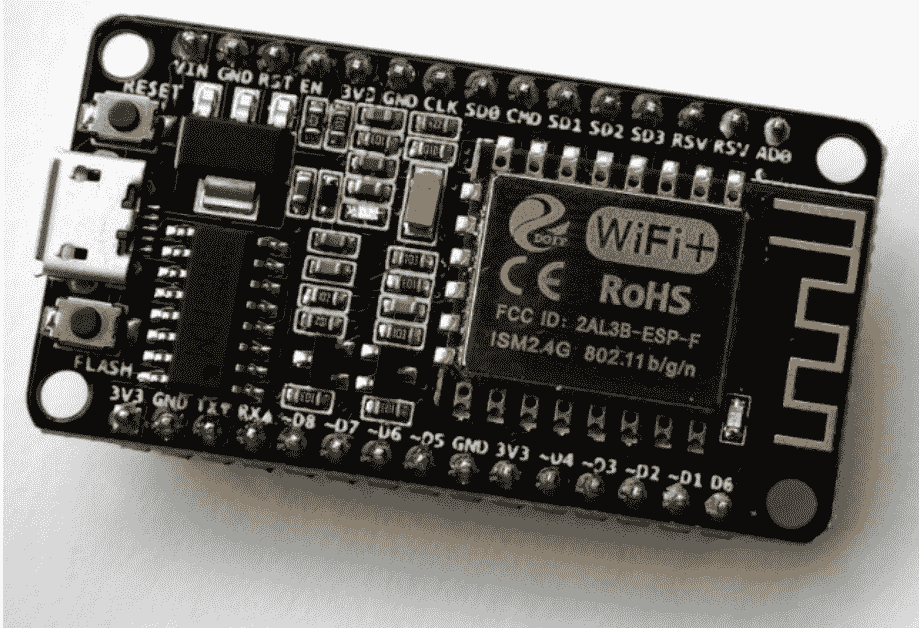 VIN GND RST EN 3V3 GND CLK SD0 CMD SD1 SD2 SD3 RSV RSV AD0
RESET
DOIT
WiFi+
CE RoHS
FCC ID: 2AL3B-ESP-F
ISM2.4G 802.11b/g/n
FLASH
3V3 GND TX RX ~D8 ~D7 ~D6 ~D5 GND 3V3 ~D4 ~D3 ~D2 ~D1 D6